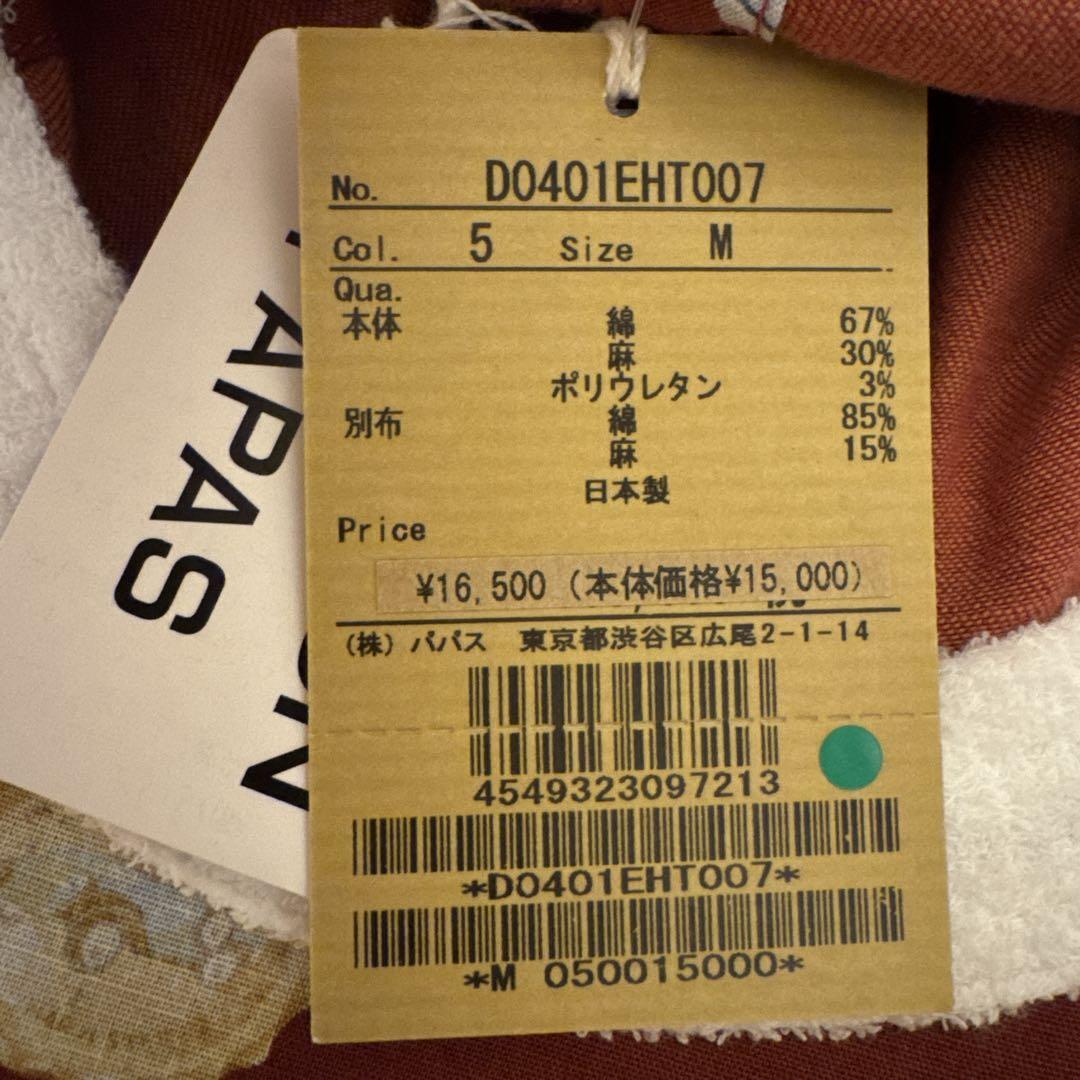 No. D0401EHT007
Col. 5 Size M
Qua.
本体 綿 67%
麻 30%
ポリウレタン 3%
別布 綿 85%
麻 15%
日本製
Price
¥16,500 (本体価格¥15,000)
(株) パパス 東京都渋谷区広尾2-1-14
4549323097213
*D0401EHT007*
*M 050015000*
PAPAS